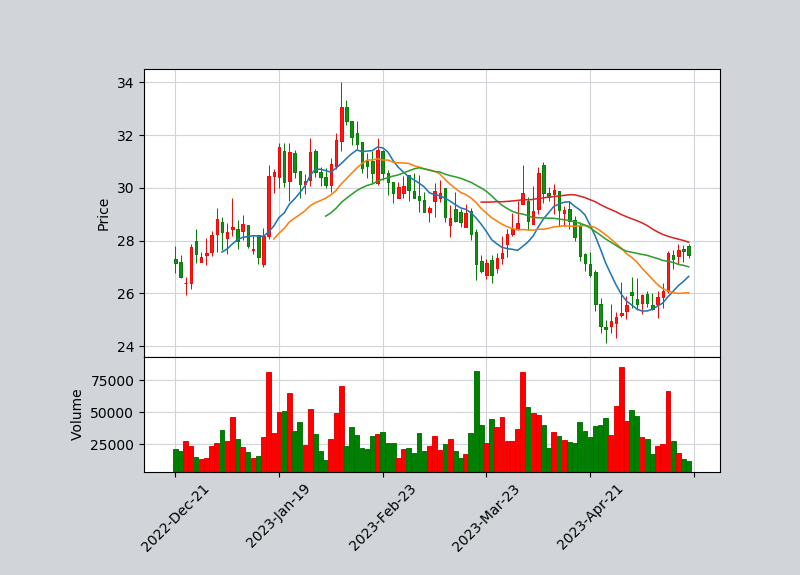 34
32
30
28
26
24
Price
75000
50000
25000
Volume
2022-Dec-21
2023-Jan-19
2023-Feb-23
2023-Mar-23
2023-Apr-21